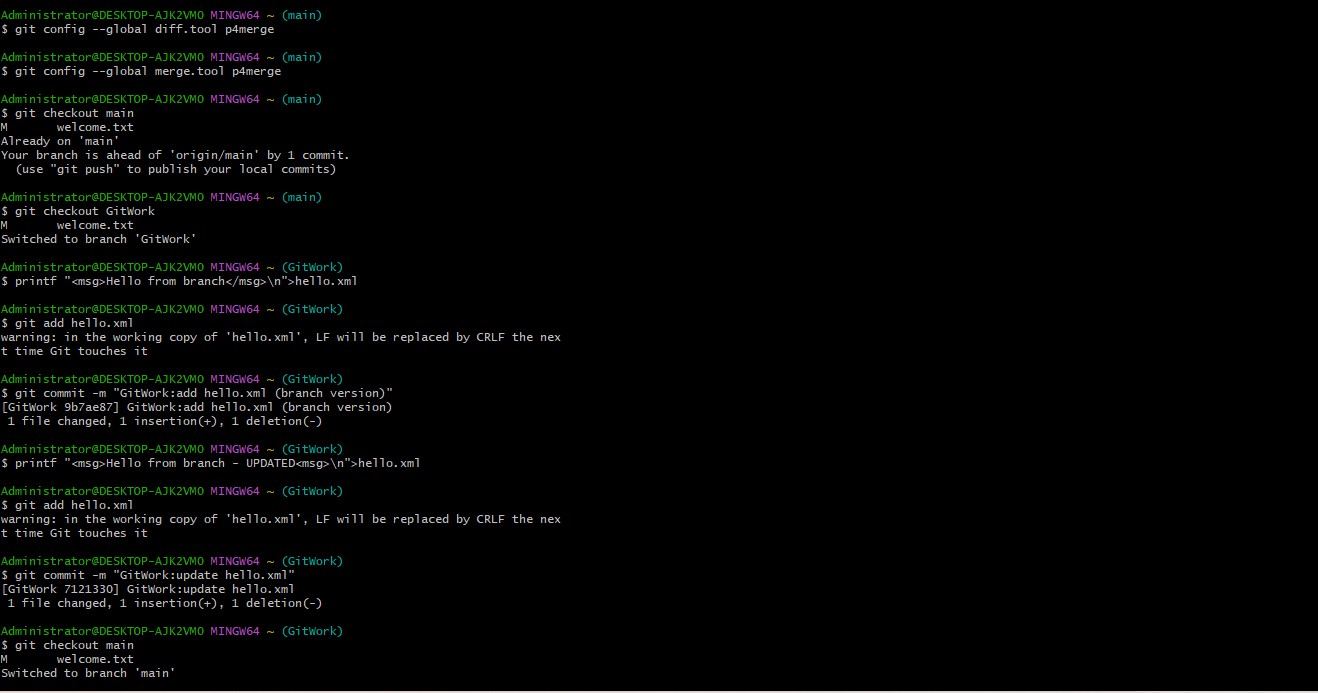 Administrator@DESKTOP-AJK2VMO MINGW64 ~ (main)
$ git config --global diff.tool p4merge
Administrator@DESKTOP-AJK2VMO MINGW64 ~ (main)
$ git config --global merge.tool p4merge
Administrator@DESKTOP-AJK2VMO MINGW64 ~ (main)
$ git checkout main
M       welcome.txt
Already on 'main'
Your branch is ahead of 'origin/main' by 1 commit.
  (use "git push" to publish your local commits)
Administrator@DESKTOP-AJK2VMO MINGW64 ~ (main)
$ git checkout GitWork
M       welcome.txt
Switched to branch 'GitWork'
Administrator@DESKTOP-AJK2VMO MINGW64 ~ (GitWork)
$ printf "<msg>Hello from branch</msg>\n">hello.xml
Administrator@DESKTOP-AJK2VMO MINGW64 ~ (GitWork)
$ git add hello.xml
warning: in the working copy of 'hello.xml', LF will be replaced by CRLF the nex
t time Git touches it
Administrator@DESKTOP-AJK2VMO MINGW64 ~ (GitWork)
$ git commit -m "GitWork:add hello.xml (branch version)"
[GitWork 9b7ae87] GitWork:add hello.xml (branch version)
 1 file changed, 1 insertion(+), 1 deletion(-)
Administrator@DESKTOP-AJK2VMO MINGW64 ~ (GitWork)
$ printf "<msg>Hello from branch - UPDATED<msg>\n">hello.xml
Administrator@DESKTOP-AJK2VMO MINGW64 ~ (GitWork)
$ git add hello.xml
warning: in the working copy of 'hello.xml', LF will be replaced by CRLF the nex
t time Git touches it
Administrator@DESKTOP-AJK2VMO MINGW64 ~ (GitWork)
$ git commit -m "GitWork:update hello.xml"
[GitWork 7121330] GitWork:update hello.xml
 1 file changed, 1 insertion(+), 1 deletion(-)
Administrator@DESKTOP-AJK2VMO MINGW64 ~ (GitWork)
$ git checkout main
M       welcome.txt
Switched to branch 'main'